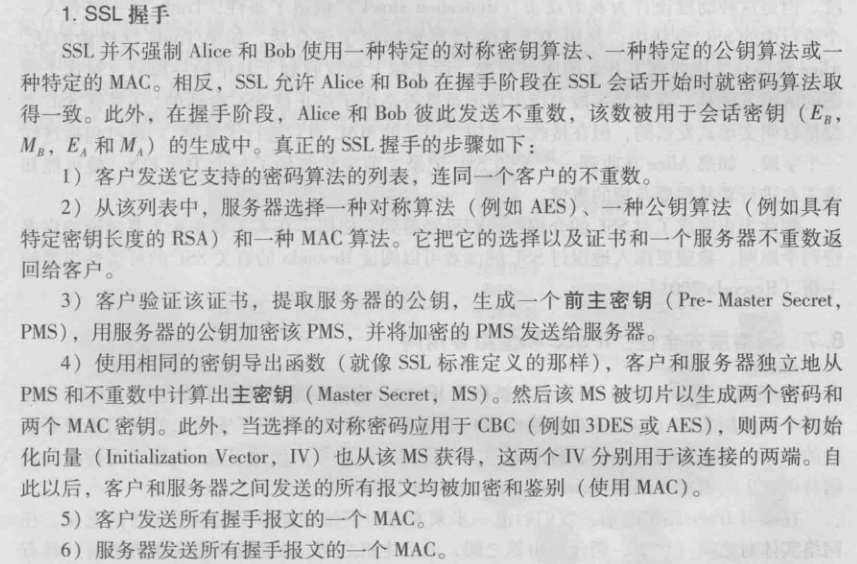 1. SSL 握手
SSL 并不强制 Alice 和 Bob 使用一种特定的对称密钥算法、一种特定的公钥算法或一
种特定的 MAC。相反，SSL 允许 Alice 和 Bob 在握手阶段在 SSL 会话开始时就密码算法取
得一致。此外，在握手阶段，Alice 和 Bob 彼此发送不重数，该数被用于会话密钥（E_B，
M_B，E_A 和 M_A）的生成中。真正的 SSL 握手的步骤如下：
1）客户发送它支持的密码算法的列表，连同一个客户的不重数。
2）从该列表中，服务器选择一种对称算法（例如 AES）、一种公钥算法（例如具有
特定密钥长度的 RSA）和一种 MAC 算法。它把它的选择以及证书和一个服务器不重数返
回给客户。
3）客户验证该证书，提取服务器的公钥，生成一个前主密钥（Pre-Master Secret，
PMS），用服务器的公钥加密该 PMS，并将加密的 PMS 发送给服务器。
4）使用相同的密钥导出函数（就像 SSL 标准定义的那样），客户和服务器独立地从
PMS 和不重数中计算出主密钥（Master Secret，MS）。然后该 MS 被切片以生成两个密码和
两个 MAC 密钥。此外，当选择的对称密码应用于 CBC（例如 3DES 或 AES），则两个初始
化向量（Initialization Vector，IV）也从该 MS 获得，这两个 IV 分别用于该连接的两端。自
此以后，客户和服务器之间发送的所有报文均被加密和鉴别（使用 MAC）。
5）客户发送所有握手报文的一个 MAC。
6）服务器发送所有握手报文的一个 MAC。